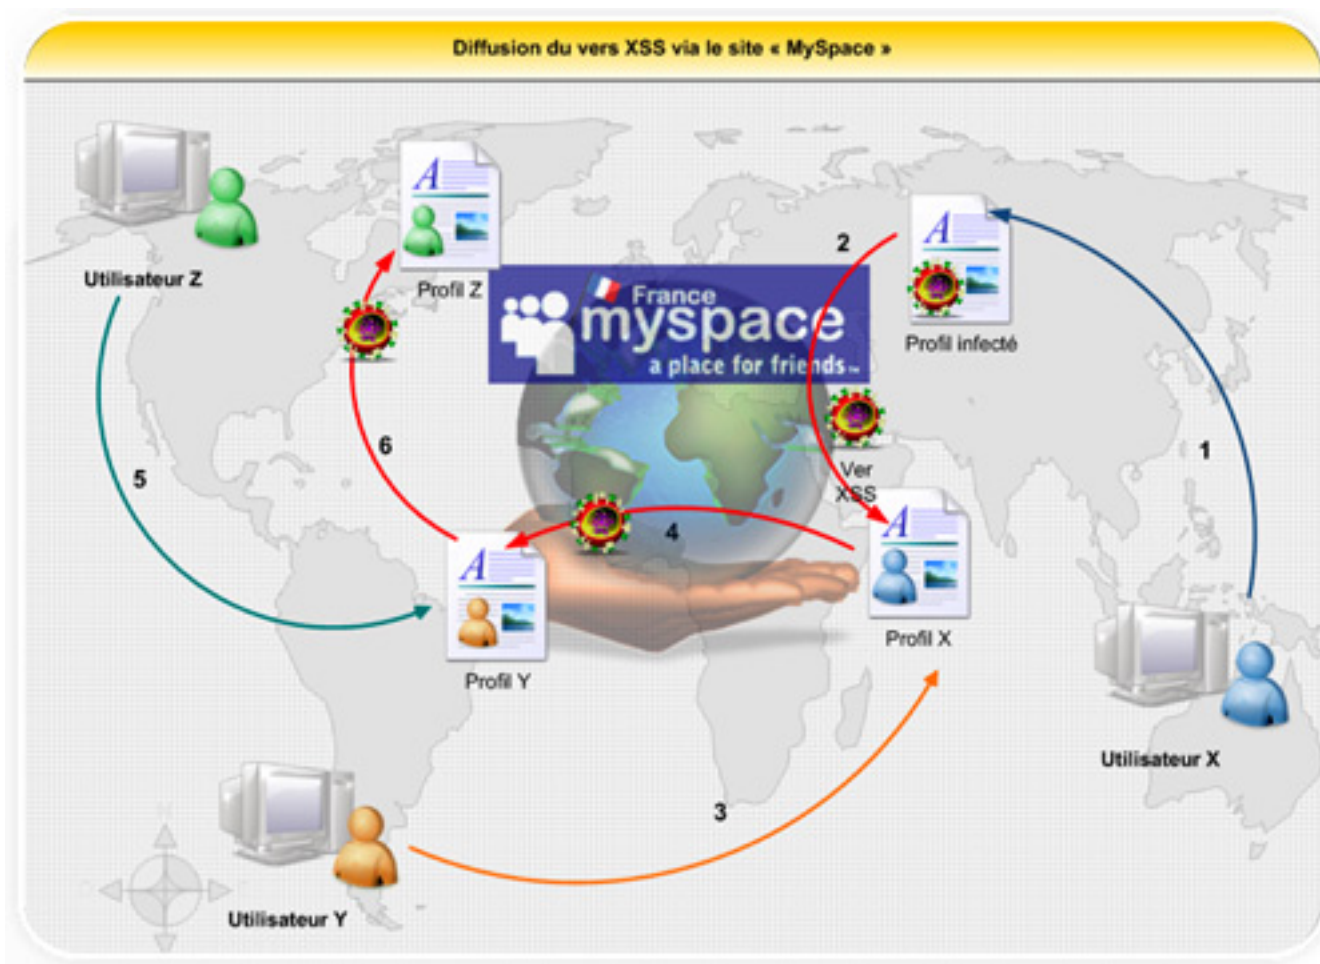 Diffusion du vers XSS via le site « MySpace »
Utilisateur Z
Profil Z
France
myspace
a place for friends
2
Profil infecté
1
Ver
XSS
6
5
4
Profil X
Profil Y
Utilisateur X
3
Utilisateur Y